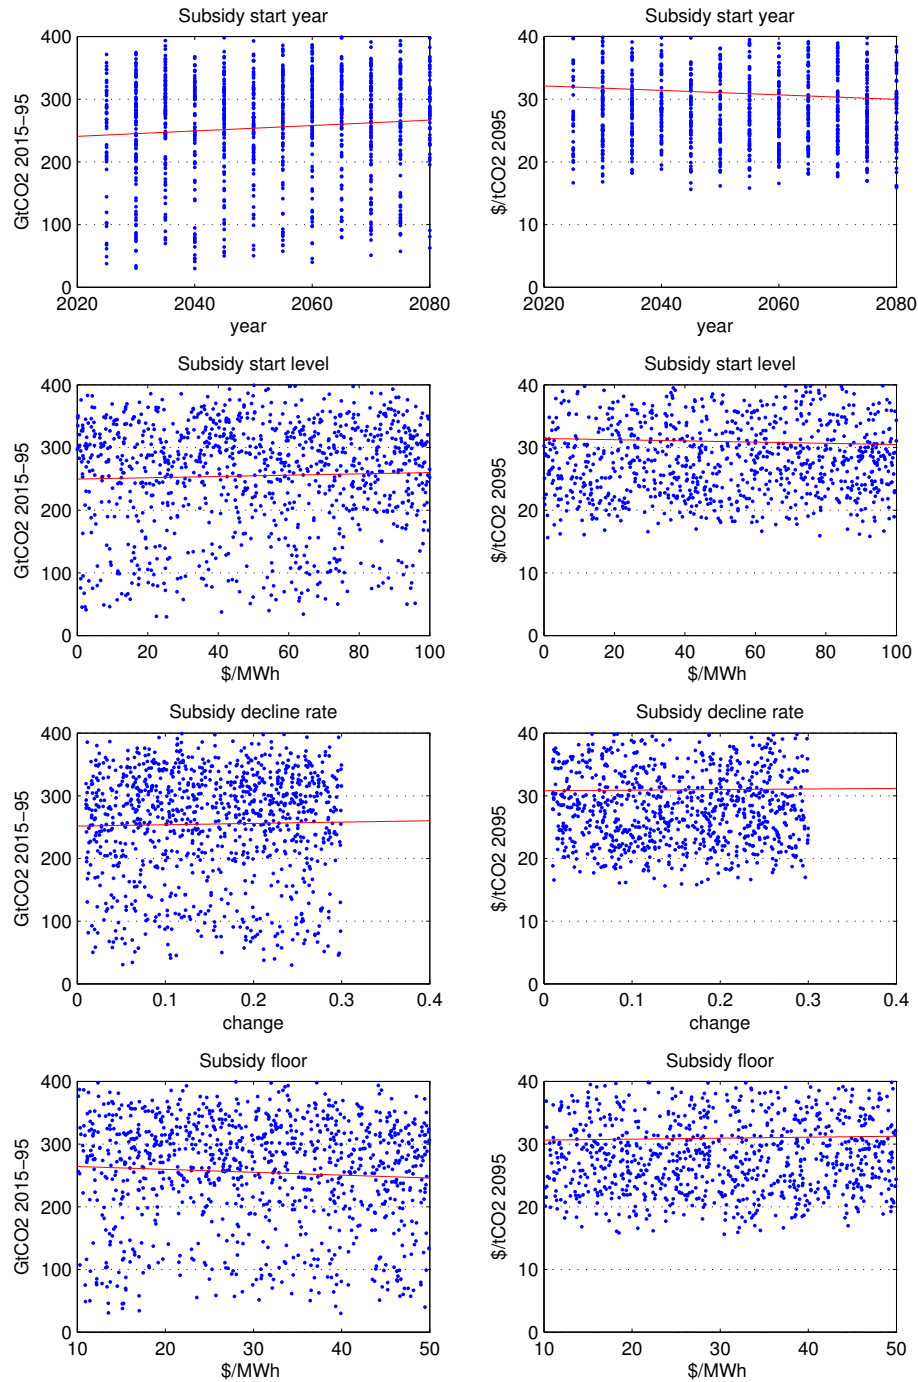 Subsidy start year
GtCO2 2015−95
400
300
200
100
0
2020 2040 2060 2080
year
Subsidy start year
$/tCO2 2095
40
30
20
10
0
2020 2040 2060 2080
year
Subsidy start level
GtCO2 2015−95
400
300
200
100
0
0 20 40 60 80 100
$/MWh
Subsidy start level
$/tCO2 2095
40
30
20
10
0
0 20 40 60 80 100
$/MWh
Subsidy decline rate
GtCO2 2015−95
400
300
200
100
0
0 0.1 0.2 0.3 0.4
change
Subsidy decline rate
$/tCO2 2095
40
30
20
10
0
0 0.1 0.2 0.3 0.4
change
Subsidy floor
GtCO2 2015−95
400
300
200
100
0
10 20 30 40 50
$/MWh
Subsidy floor
$/tCO2 2095
40
30
20
10
0
10 20 30 40 50
$/MWh